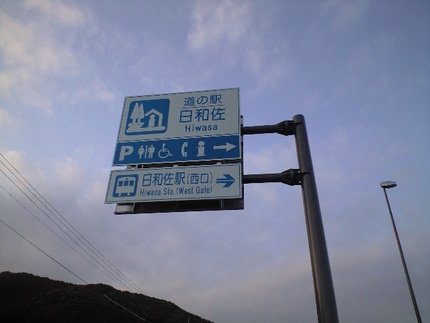 道の駅
日和佐
Hiwasa
P
日和佐駅(西口)
Hiwasa Sta.(West Gate)